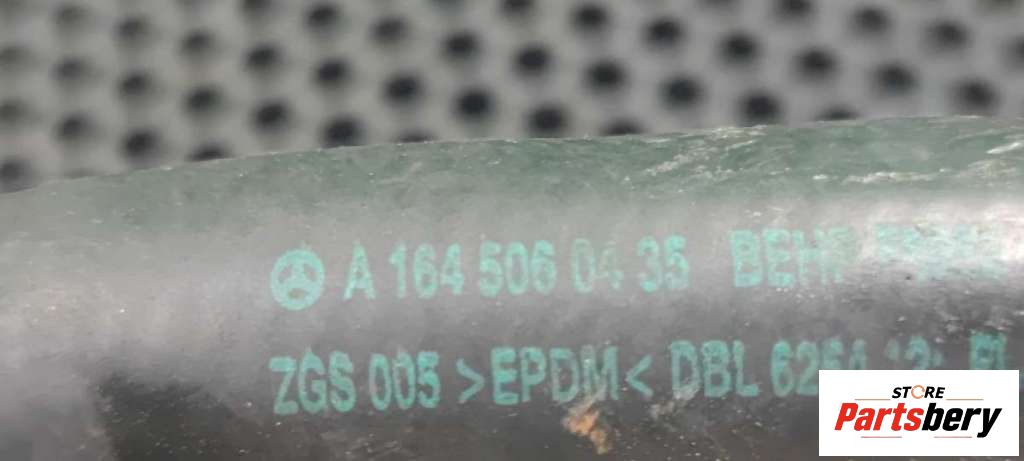 A 164 506 04 35
ZGS 005 >EPDM< DBL
STORE
Partsbery